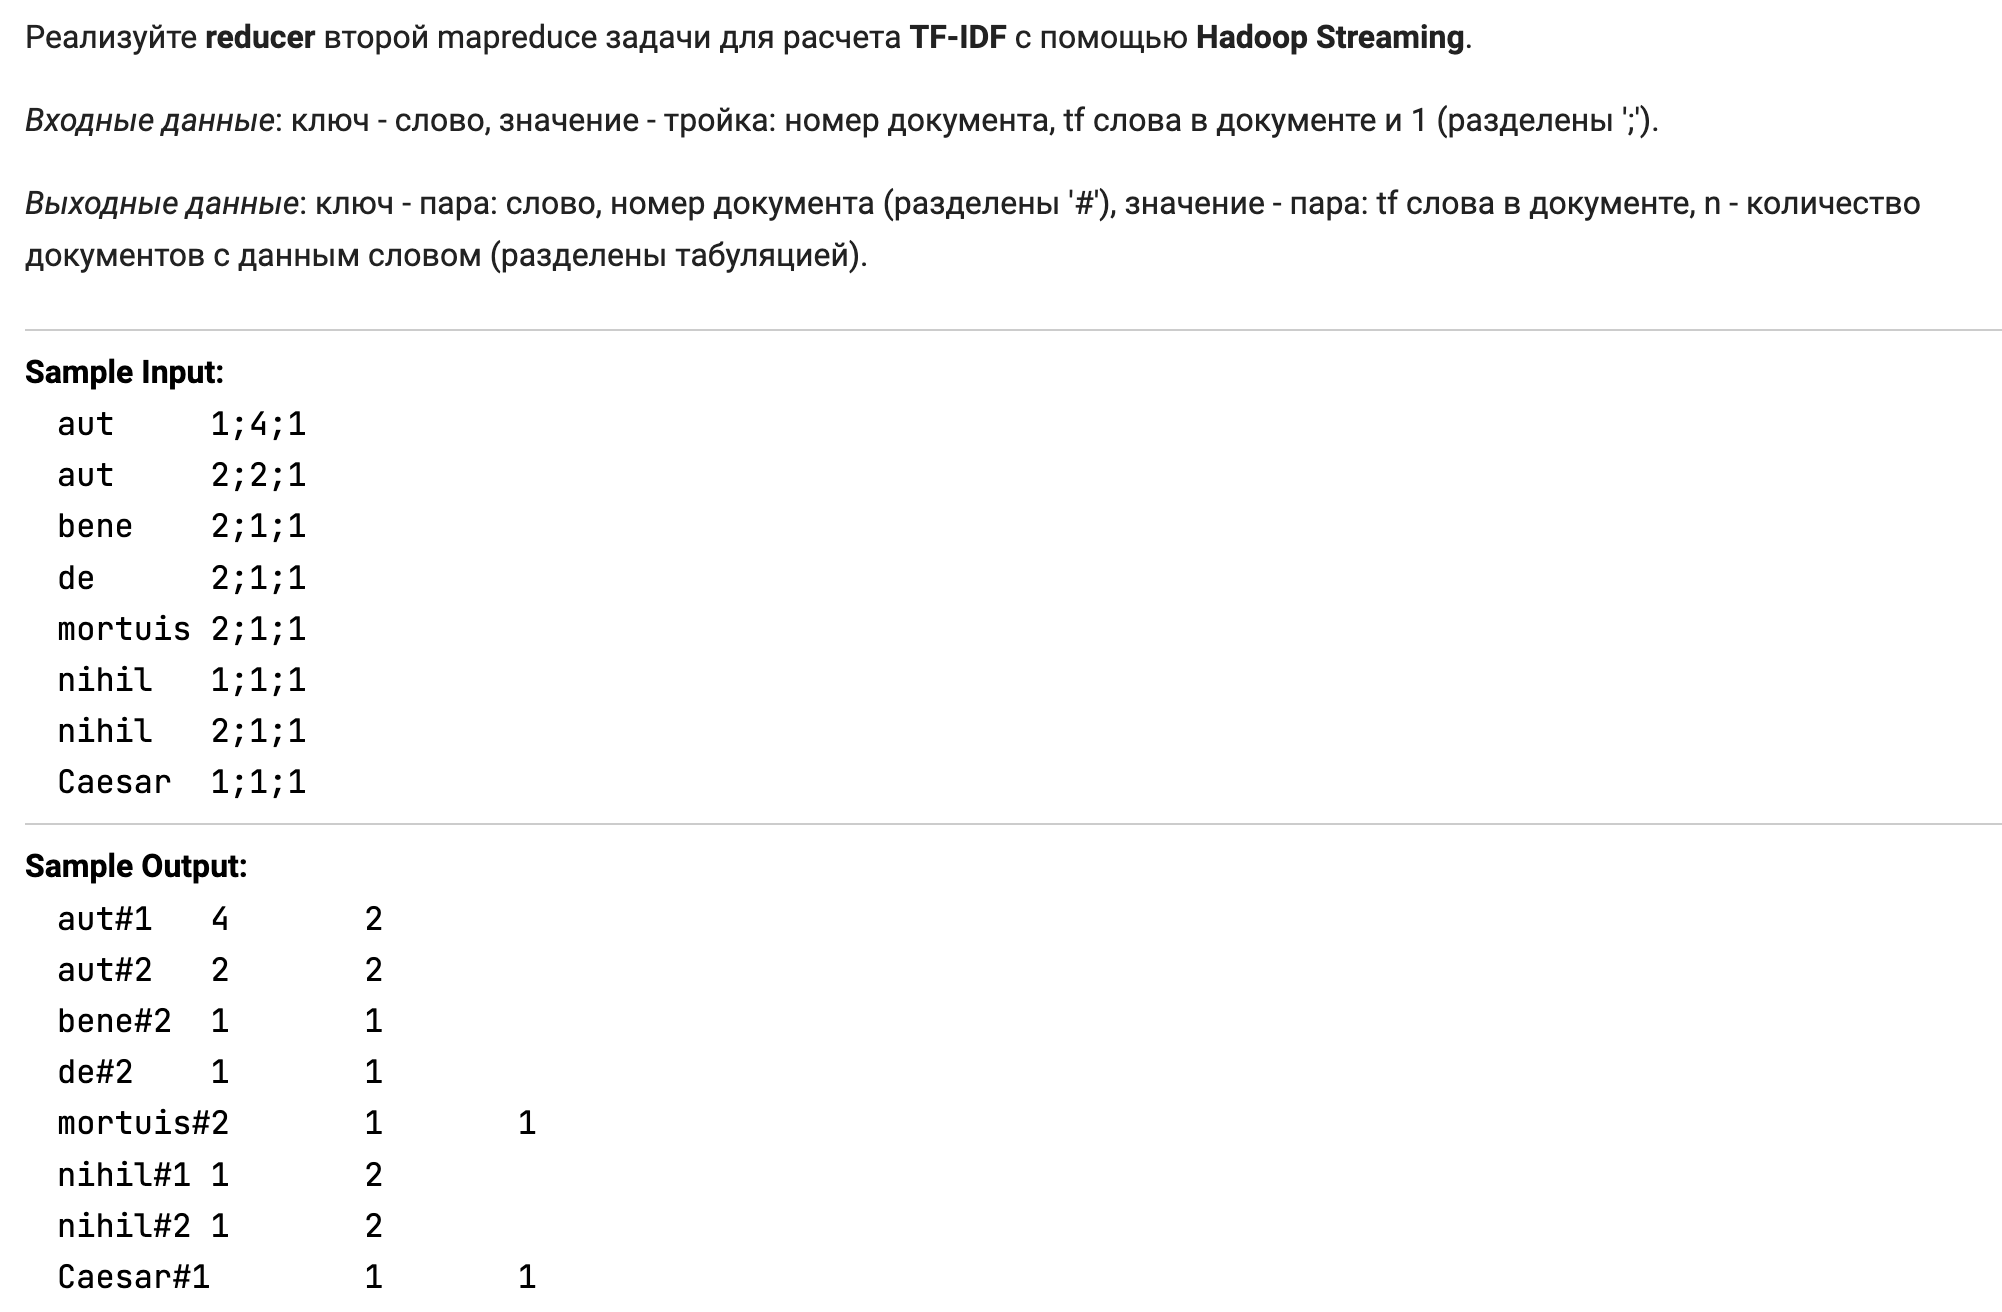 Реализуйте reducer второй mapreduce задачи для расчета TF-IDF с помощью Hadoop Streaming.
Входные данные: ключ - слово, значение - тройка: номер документа, tf слова в документе и 1 (разделены ';').
Выходные данные: ключ - пара: слово, номер документа (разделены '#'), значение - пара: tf слова в документе, n - количество
документов с данным словом (разделены табуляцией).
Sample Input:
aut 1;4;1
aut 2;2;1
bene 2;1;1
de 2;1;1
mortuis 2;1;1
nihil 1;1;1
nihil 2;1;1
Caesar 1;1;1
Sample Output:
aut#1 4 2
aut#2 2 2
bene#2 1 1
de#2 1 1
mortuis#2 1 1
nihil#1 1 2
nihil#2 1 2
Caesar#1 1 1